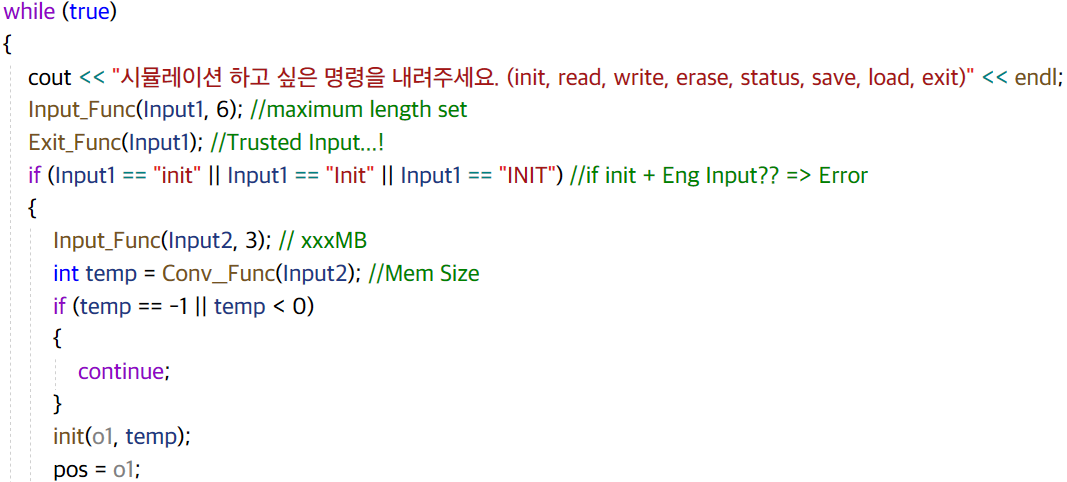 while (true)
{
cout << "시뮬레이션 하고 싶은 명령을 내려주세요. (init, read, write, erase, status, save, load, exit)" << endl;
Input_Func(Input1, 6); //maximum length set
Exit_Func(Input1); //Trusted Input...!
if (Input1 == "init" || Input1 == "Init" || Input1 == "INIT") //if init + Eng Input?? => Error
{
Input_Func(Input2, 3); // xxxMB
int temp = Conv__Func(Input2); //Mem Size
if (temp == -1 || temp < 0)
{
continue;
}
init(o1, temp);
pos = o1;